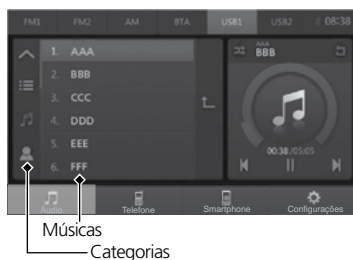 FM1 FM2 AM BTA USB1 USB2 08:38
1. AAA
2. BBB
3. CCC
4. DDD
5. EEE
6. FFF
AAA
BBB
00:38/05:05
Áudio Telefone Smartphone Configurações
Músicas
Categorias